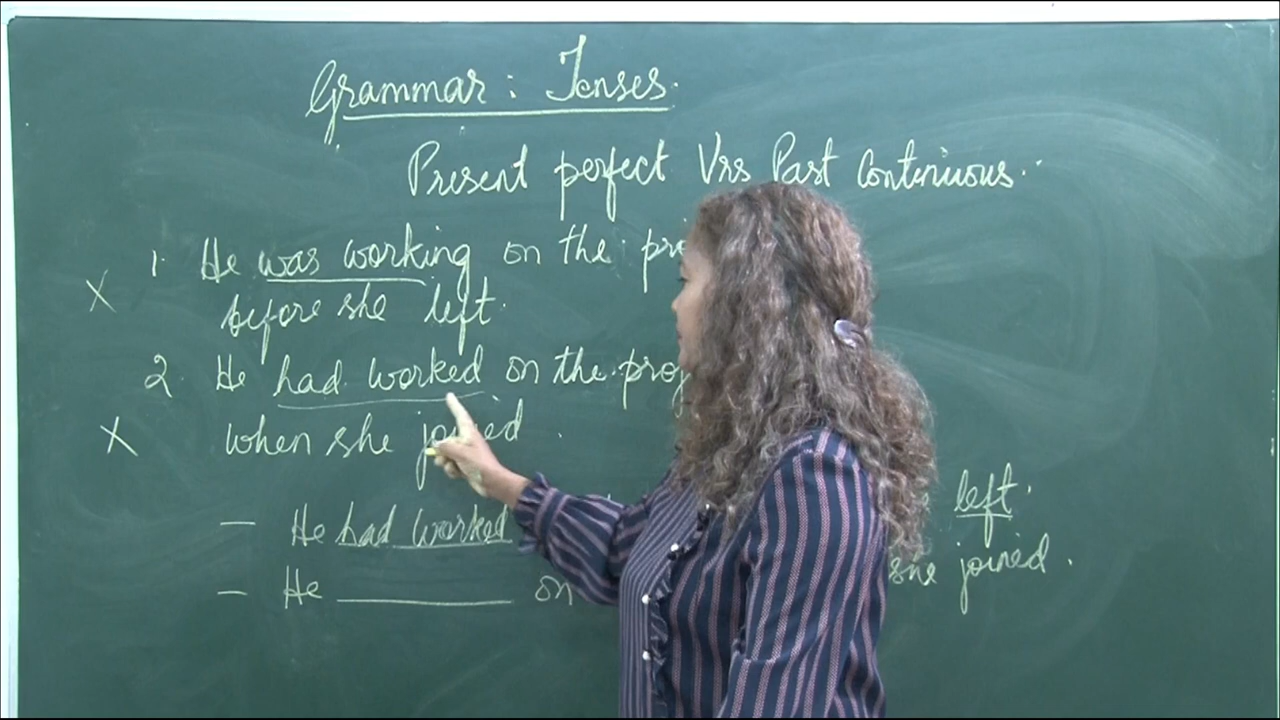 Grammar : Tenses.
Present perfect Vrs Past Continuous.
1. He was working on the
X before she left.
2. He had worked on the
X when she joined.
— He had worked left.
— He ________ on she joined.